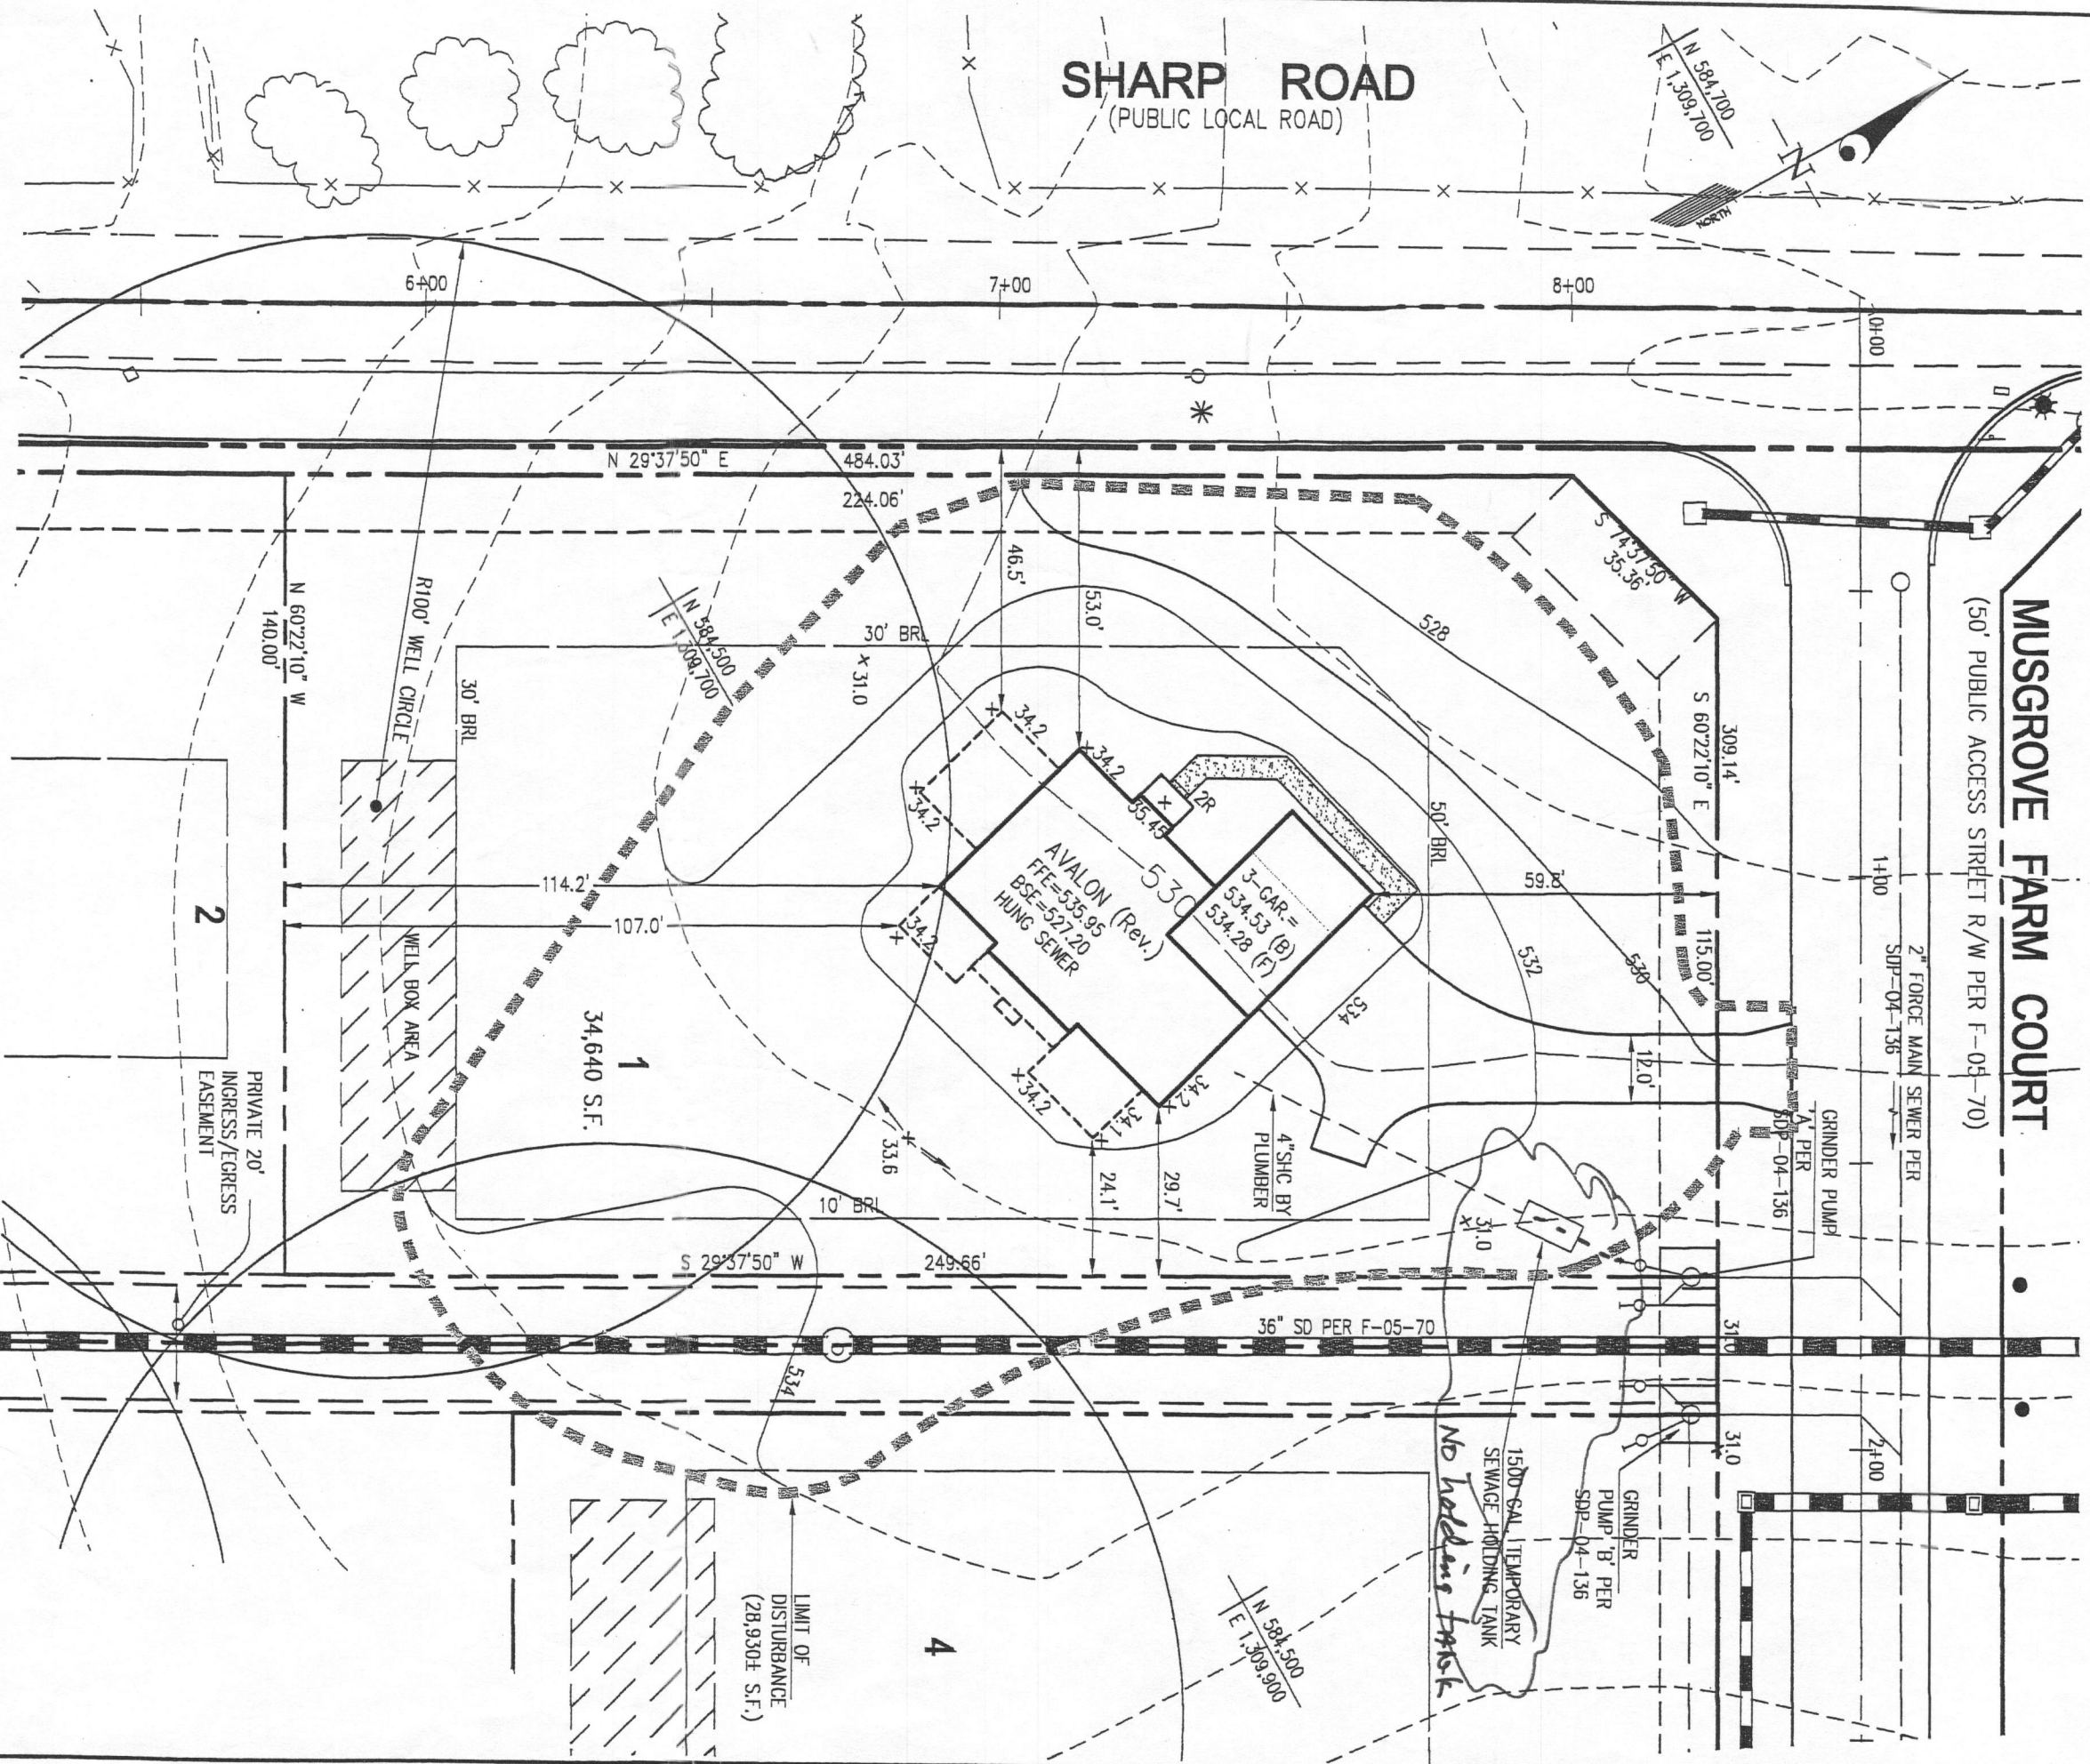 SHARP ROAD
(PUBLIC LOCAL ROAD)
N 584,700
E 1,309,700
N
NORTH
6+00
7+00
8+00
0+00
N 29°37'50" E
484.03'
224.06'
S 74°37'50" W
35.36'
MUSGROVE FARM COURT
(50' PUBLIC ACCESS STREET R/W PER F-05-70)
N 60°22'10" W
140.00'
R100' WELL CIRCLE
N 584,500
E 1,309,700
30' BRL
x 31.0
30' BRL
46.5'
53.0'
528
S 60°22'10" E
309.14'
115.00'
34.2
34.2
34.2
35.45
2R
50' BRL
59.8'
1+00
AVALON (Rev.)
FFE=535.95
BSE=527.20
HUNG SEWER
530
3-GAR.=
534.53 (B)
534.28 (F)
114.2'
107.0'
34.2
532
530
534
2" FORCE MAIN SEWER PER
SDP-04-136
2
WELL BOX AREA
1
34,640 S.F.
34.2
34.1
34.2
12.0'
GRINDER PUMP
'A' PER
SDP-04-136
PRIVATE 20'
INGRESS/EGRESS
EASEMENT
33.6
24.1'
29.7'
4"SHC BY
PLUMBER
31.0
10' BRL
S 29°37'50" W
249.66'
36" SD PER F-05-70
31.0
534
D
31.0
2+00
1500 GAL. TEMPORARY
SEWAGE HOLDING TANK
No holding tank
GRINDER
PUMP 'B' PER
SDP-04-136
LIMIT OF
DISTURBANCE
(28,930± S.F.)
4
N 584,500
E 1,309,900